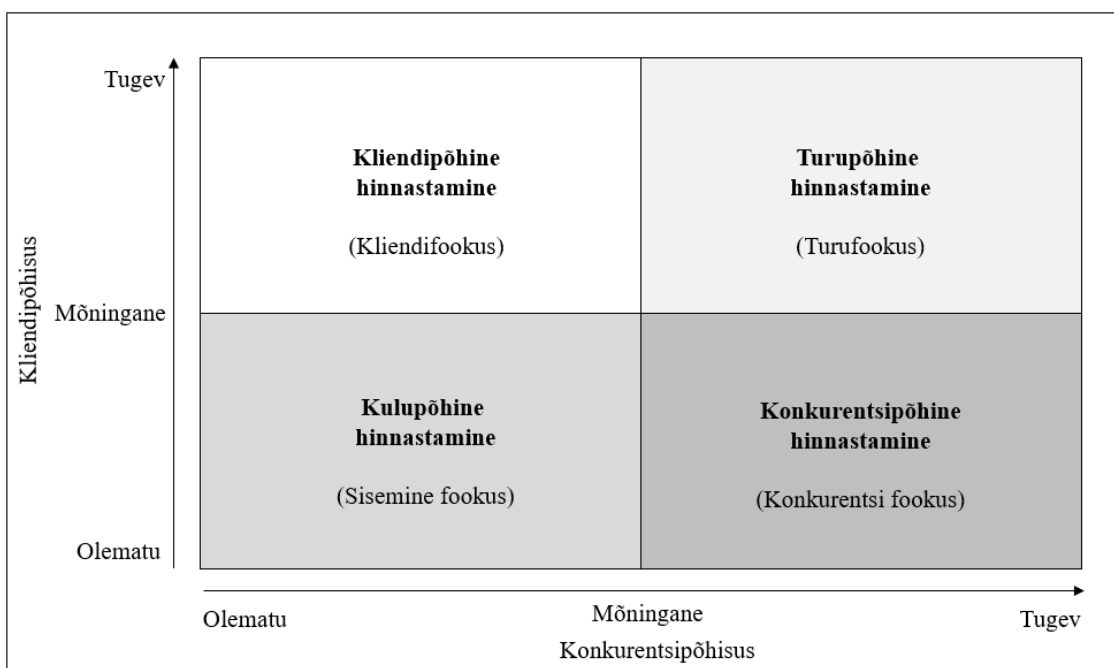 Tugev
Kliendipõhine
hinnastamine
(Kliendifookus)
Turupõhine
hinnastamine
(Turufookus)
Kliendipõhisus
Mõningane
Kulupõhine
hinnastamine
(Sisemine fookus)
Konkurentsipõhine
hinnastamine
(Konkurentsi fookus)
Olematu
Olematu
Mõningane
Tugev
Konkurentsipõhisus